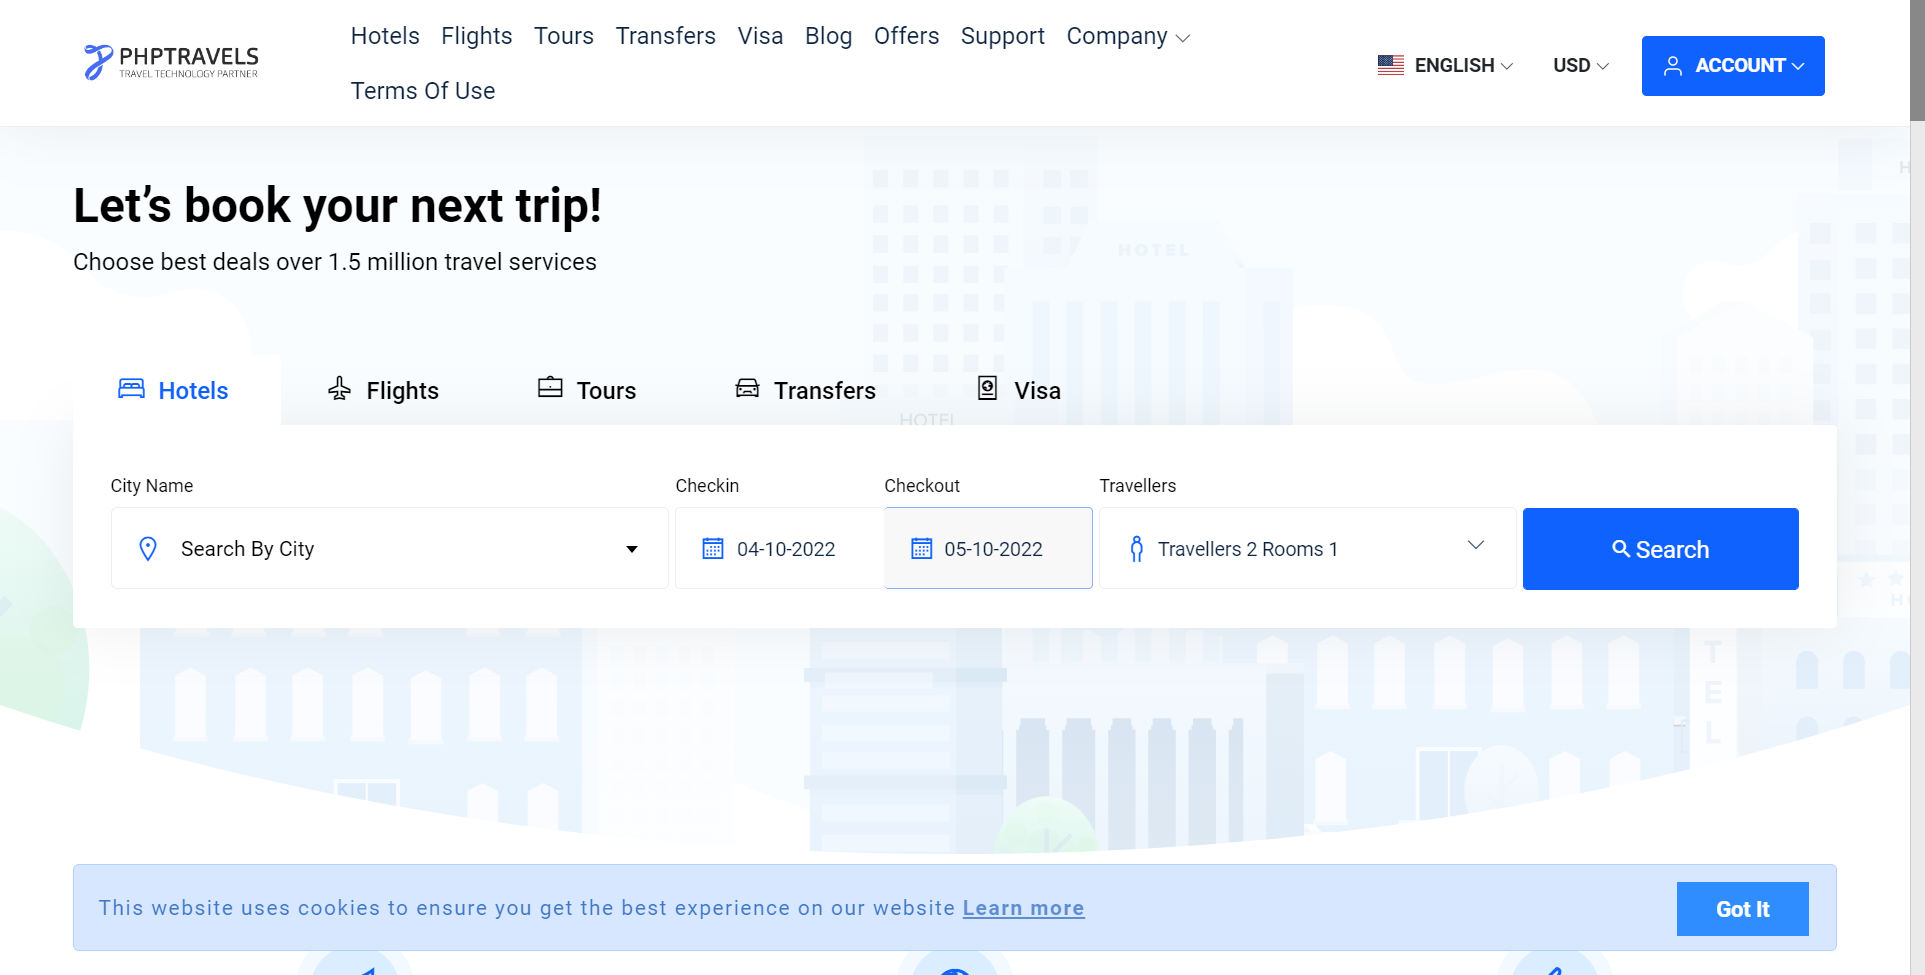 PHPTRAVELS
TRAVEL TECHNOLOGY PARTNER
Hotels Flights Tours Transfers Visa Blog Offers Support Company
Terms Of Use
ENGLISH USD ACCOUNT
Let’s book your next trip!
Choose best deals over 1.5 million travel services
HOTEL
Hotels Flights Tours Transfers Visa
HOTEL
City Name Checkin Checkout Travellers
Search By City 04-10-2022 05-10-2022 Travellers 2 Rooms 1 Search
TEL
This website uses cookies to ensure you get the best experience on our website Learn more Got It